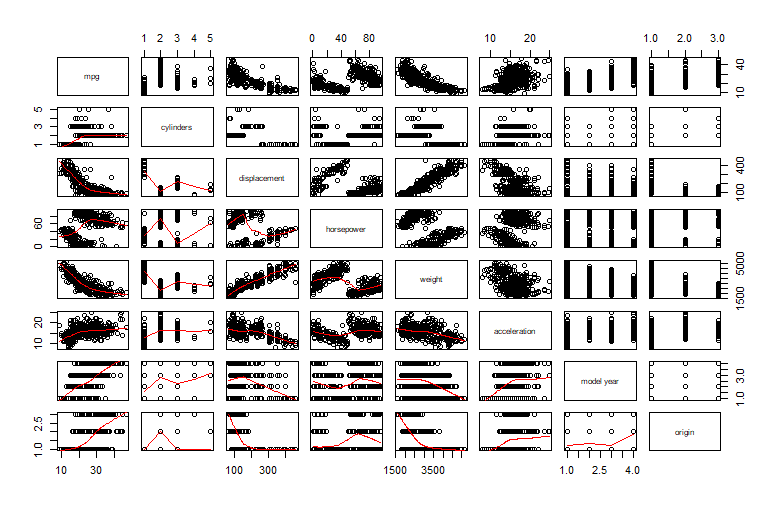 1 2 3 4 5 0 40 80 10 20 1.0 2.0 3.0
mpg 10 40
1 3 5 cylinders
displacement 100 400
0 60 horsepower
weight 1500 5000
10 20 acceleration
model year 1.0 3.0
1.0 2.5 origin
10 30 100 300 1500 3500 1.0 2.5 4.0